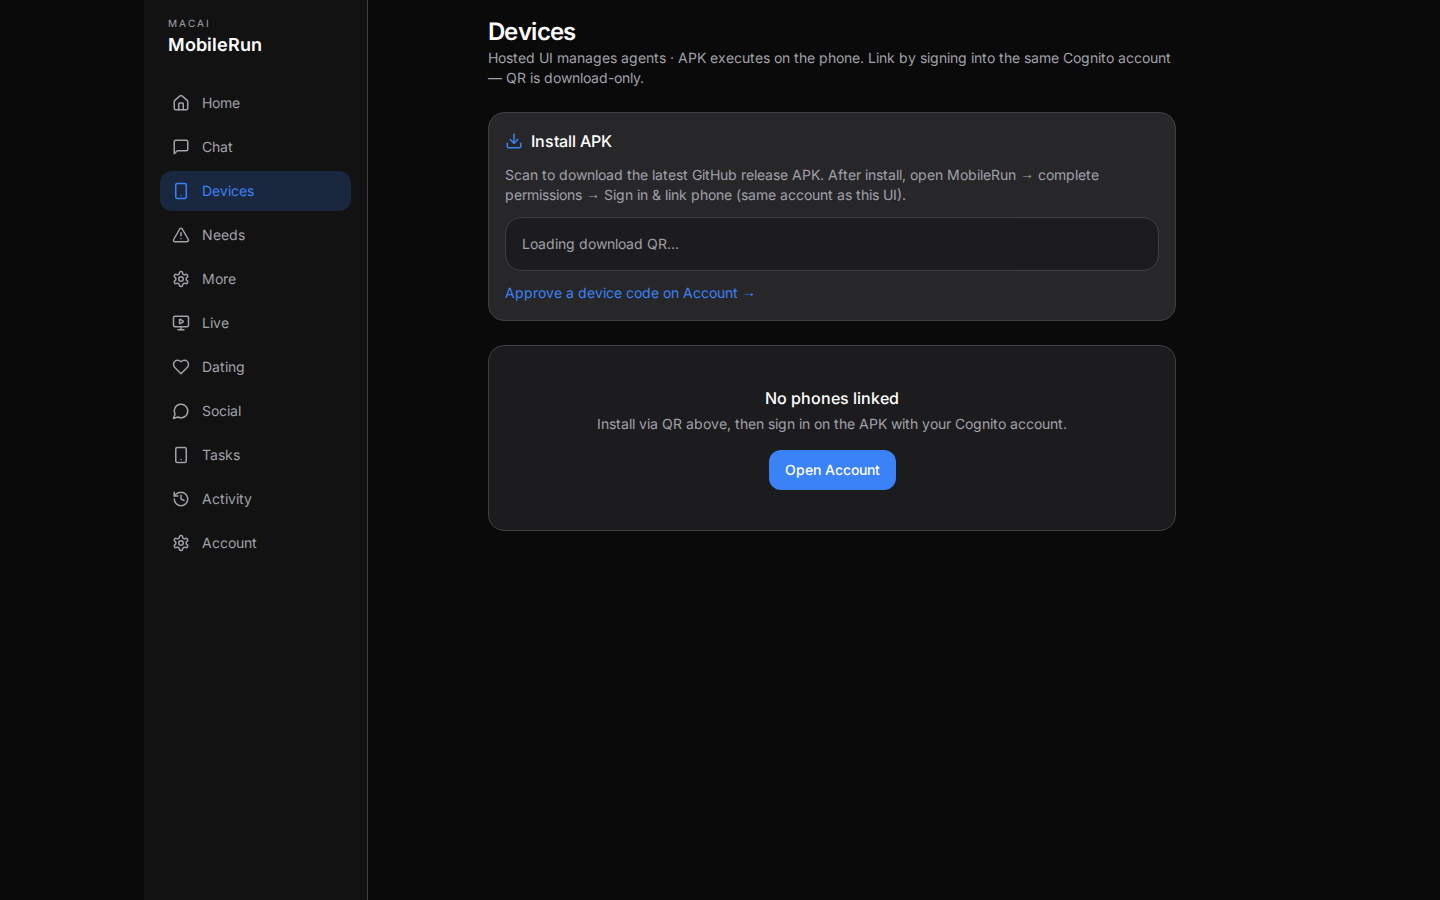 MACAI
MobileRun
Home
Chat
Devices
Needs
More
Live
Dating
Social
Tasks
Activity
Account
Devices
Hosted UI manages agents · APK executes on the phone. Link by signing into the same Cognito account
— QR is download-only.
Install APK
Scan to download the latest GitHub release APK. After install, open MobileRun → complete
permissions → Sign in & link phone (same account as this UI).
Loading download QR...
Approve a device code on Account →
No phones linked
Install via QR above, then sign in on the APK with your Cognito account.
Open Account